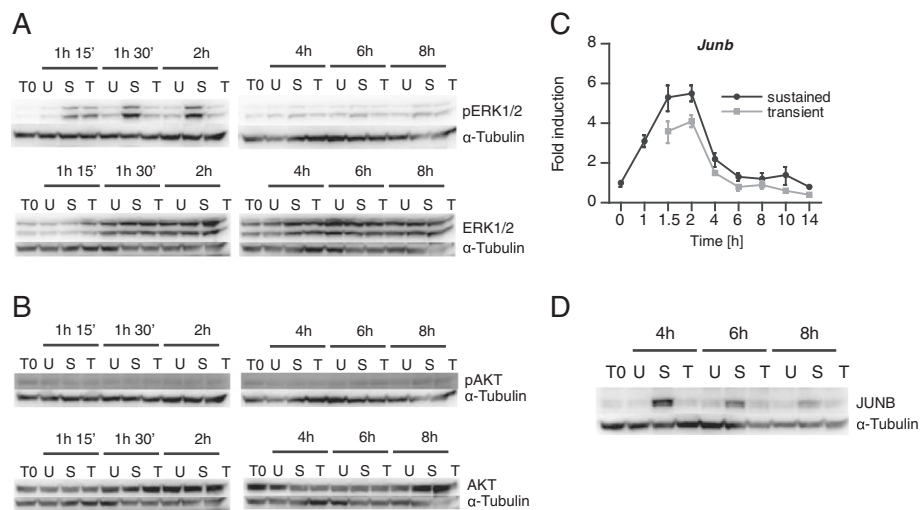 A
1h 15' 1h 30' 2h
T0 U S T U S T U S T
4h 6h 8h
U S T U S T U S T
pERK1/2
α-Tubulin
1h 15' 1h 30' 2h
T0 U S T U S T U S T
4h 6h 8h
T0 U S T U S T U S T
ERK1/2
α-Tubulin
B
1h 15' 1h 30' 2h
T0 U S T U S T U S T
4h 6h 8h
T0 U S T U S T U S T
pAKT
α-Tubulin
1h 15' 1h 30' 2h
T0 U S T U S T U S T
4h 6h 8h
T0 U S T U S T U S T
AKT
α-Tubulin
C
Junb
8
6
4
2
0
Fold induction
sustained
transient
0 1 1.5 2 4 6 8 10 14
Time [h]
D
4h 6h 8h
T0 U S T U S T U S T
JUNB
α-Tubulin